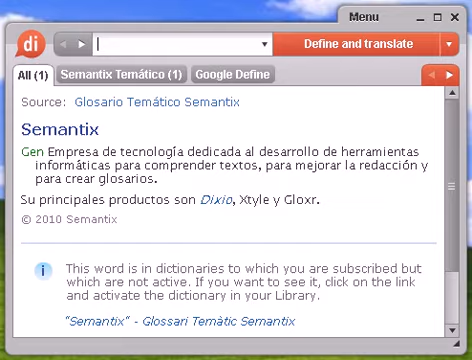 Menu
di
Define and translate
All (1)
Semantix Temático (1)
Google Define
Source: Glosario Temático Semantix
Semantix
Gen Empresa de tecnología dedicada al desarrollo de herramientas
informáticas para comprender textos, para mejorar la redacción y
para crear glosarios.
Su principales productos son Dixio, Xtyle y Gloxr.
© 2010 Semantix
This word is in dictionaries to which you are subscribed but
which are not active. If you want to see it, click on the link
and activate the dictionary in your Library.
"Semantix" - Glossari Temàtic Semantix